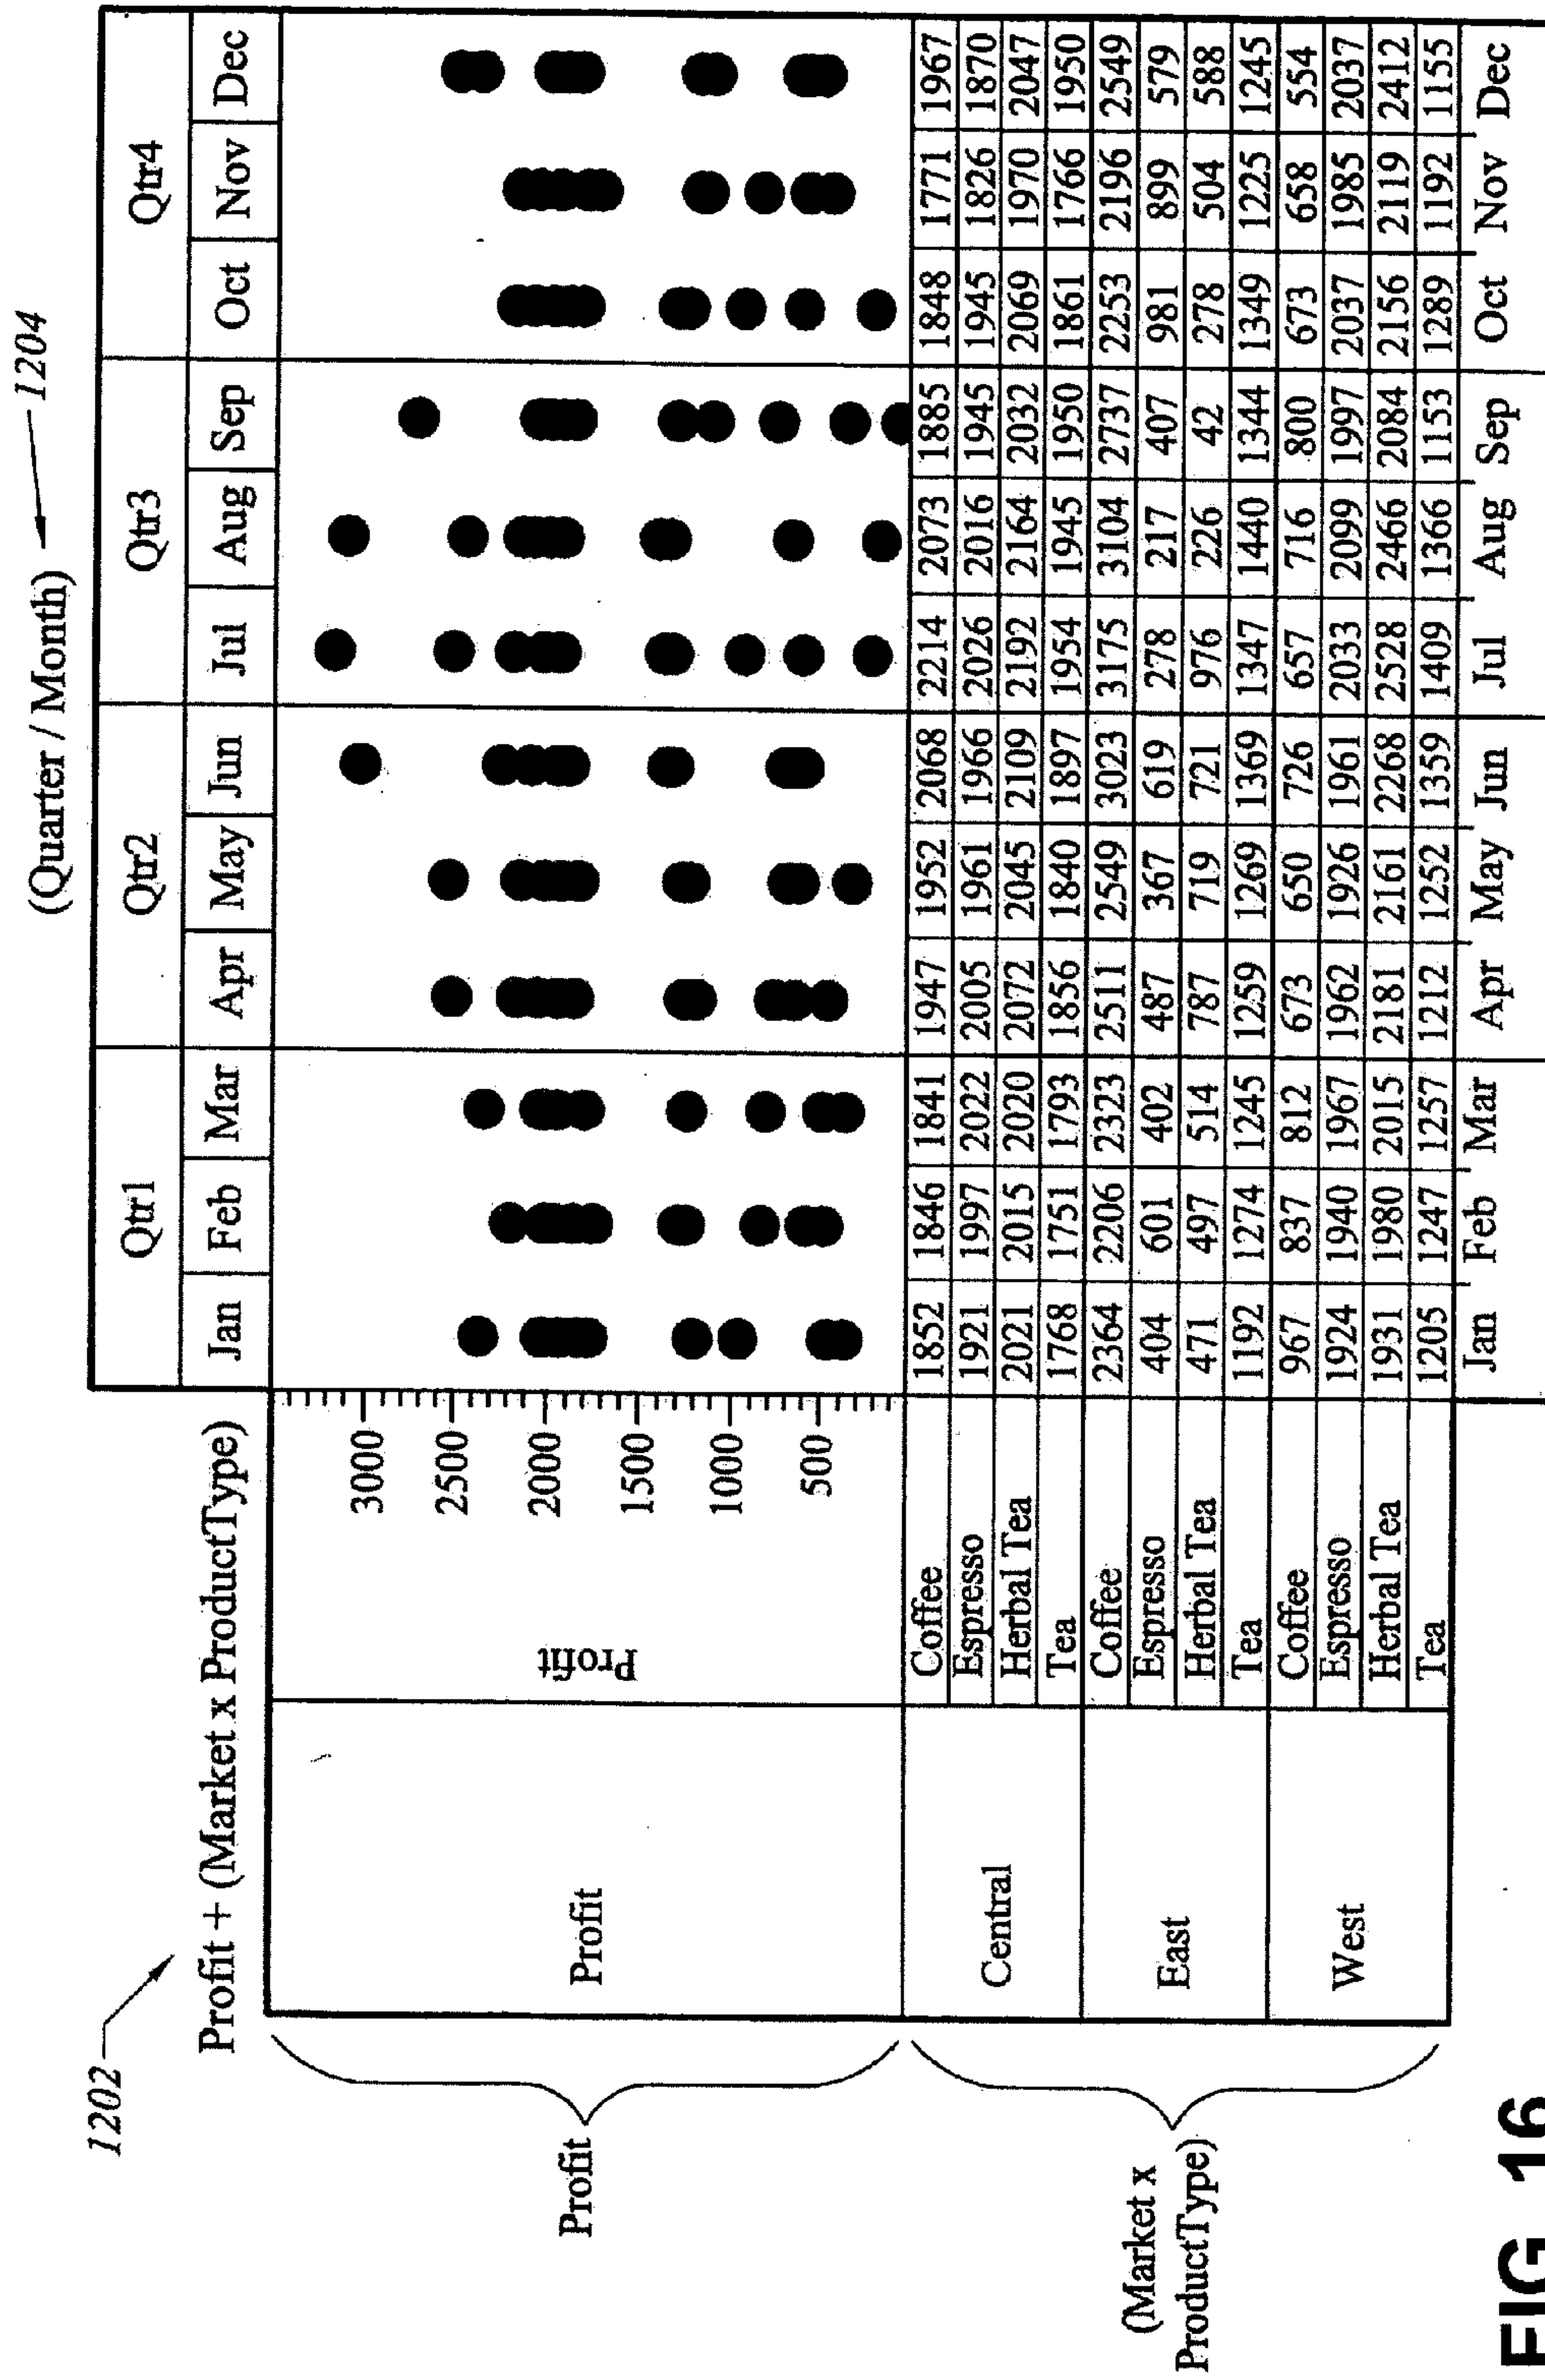 (Quarter / Month) 1204
1202
Profit + (Market x ProductType)
Qtr1 Qtr2 Qtr3 Qtr4
Jan Feb Mar Apr May Jun Jul Aug Sep Oct Nov Dec
Profit
Profit
Profit
3000
2500
2000
1500
1000
500
(Market x
ProductType)
Central
Coffee 1852 1846 1841 1947 1952 2068 2214 2073 1885 1848 1771 1967
Espresso 1921 1997 2022 2005 1961 1966 2026 2016 1945 1945 1826 1870
Herbal Tea 2021 2015 2020 2072 2045 2109 2192 2164 2032 2069 1970 2047
Tea 1768 1751 1793 1856 1840 1897 1954 1945 1950 1861 1766 1950
East
Coffee 2364 2206 2323 2511 2549 3023 3175 3104 2737 2253 2196 2549
Espresso 404 601 402 487 367 619 278 217 407 981 899 579
Herbal Tea 471 497 514 787 719 721 976 226 42 278 504 588
Tea 1192 1274 1245 1259 1269 1369 1347 1440 1344 1349 1225 1245
West
Coffee 967 837 812 673 650 726 657 716 800 673 658 554
Espresso 1924 1940 1967 1962 1926 1961 2033 2099 1997 2037 1985 2037
Herbal Tea 1931 1980 2015 2181 2161 2268 2528 2466 2084 2156 2119 2412
Tea 1205 1247 1257 1212 1252 1359 1409 1366 1153 1289 1192 1155
Jan Feb Mar Apr May Jun Jul Aug Sep Oct Nov Dec
FIG 16